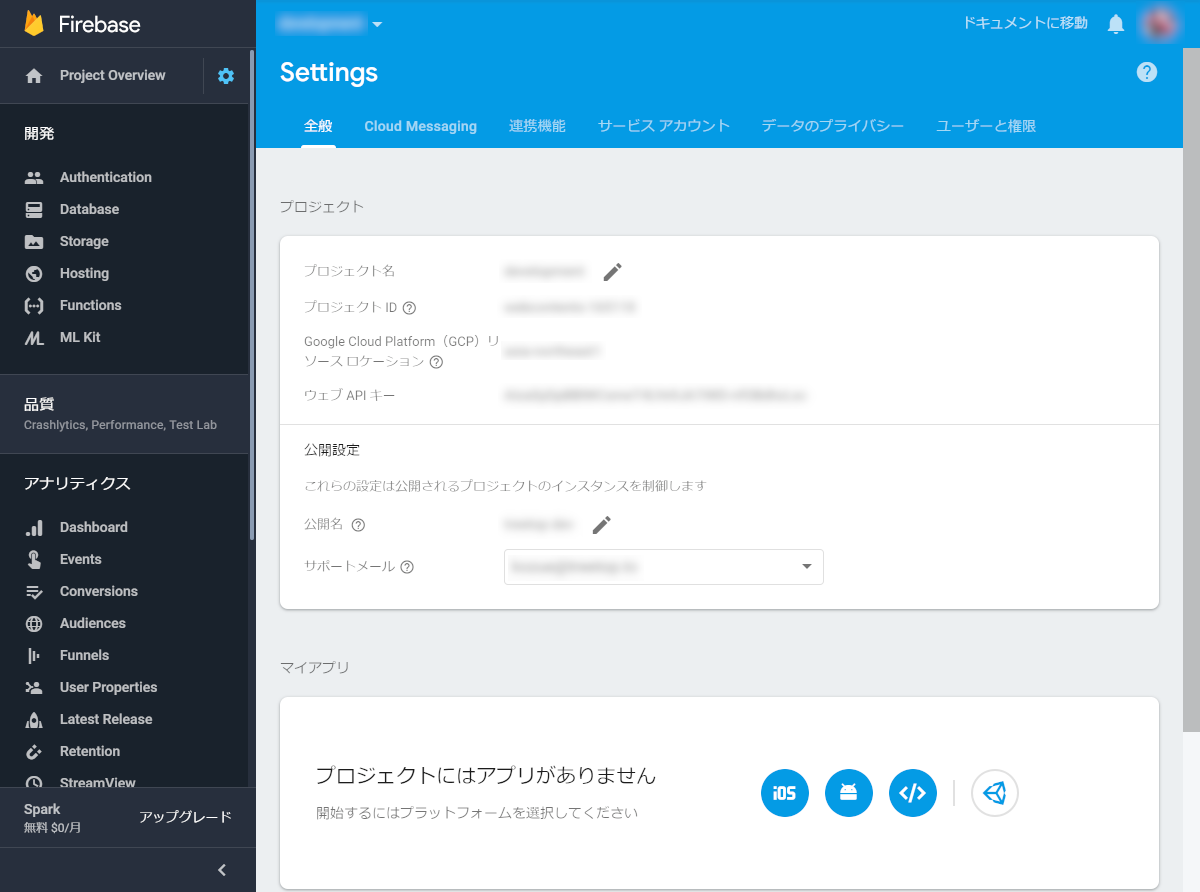 Firebase
Project Overview
開発
Authentication
Database
Storage
Hosting
Functions
ML Kit
品質
Crashlytics, Performance, Test Lab
アナリティクス
Dashboard
Events
Conversions
Audiences
Funnels
User Properties
Latest Release
Retention
StreamView
Spark
無料 $0/月
アップグレード
ドキュメントに移動
Settings
全般 Cloud Messaging 連携機能 サービス アカウント データのプライバシー ユーザーと権限
プロジェクト
プロジェクト名
プロジェクト ID
Google Cloud Platform（GCP）リ
ソース ロケーション
ウェブ API キー
公開設定
これらの設定は公開されるプロジェクトのインスタンスを制御します
公開名
サポートメール
マイアプリ
プロジェクトにはアプリがありません
開始するにはプラットフォームを選択してください
iOS